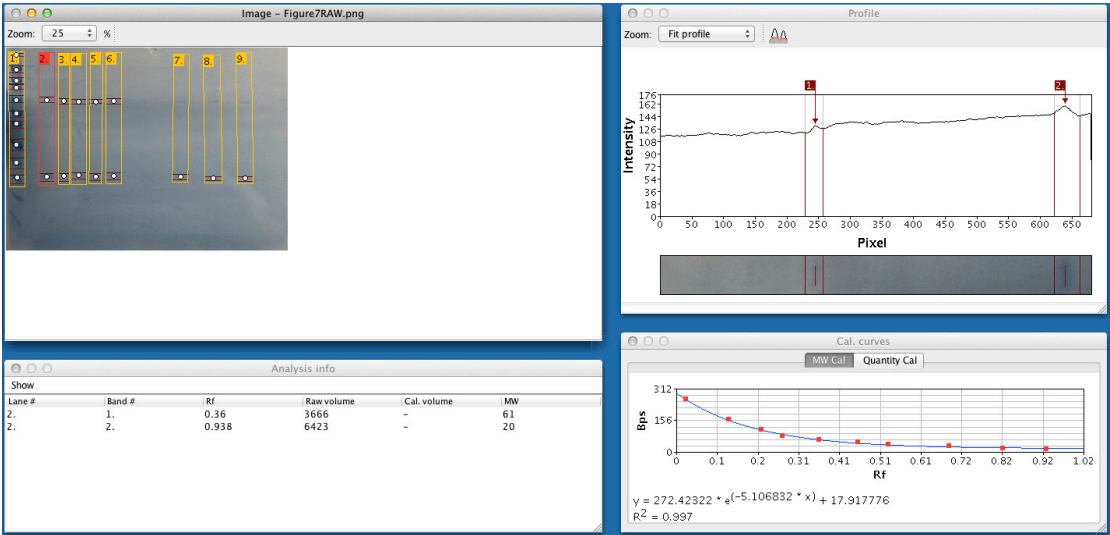 Image – Figure7RAW.png
Zoom: 25 %
1. 2. 3. 4. 5. 6. 7. 8. 9.
Analysis info
Show
Lane # Band # Rf Raw volume Cal. volume MW
2. 1. 0.36 3666 – 61
2. 2. 0.938 6423 – 20
Profile
Zoom: Fit profile
1. 2.
176
162
144
126
108
90
72
54
36
18
0
Intensity
0 50 100 150 200 250 300 350 400 450 500 550 600 650
Pixel
Cal. curves
MW Cal Quantity Cal
312
156
0
Bps
0 0.1 0.2 0.31 0.41 0.51 0.61 0.72 0.82 0.92 1.02
Rf
y = 272.42322 * e(−5.106832 * x) + 17.917776
R2 = 0.997